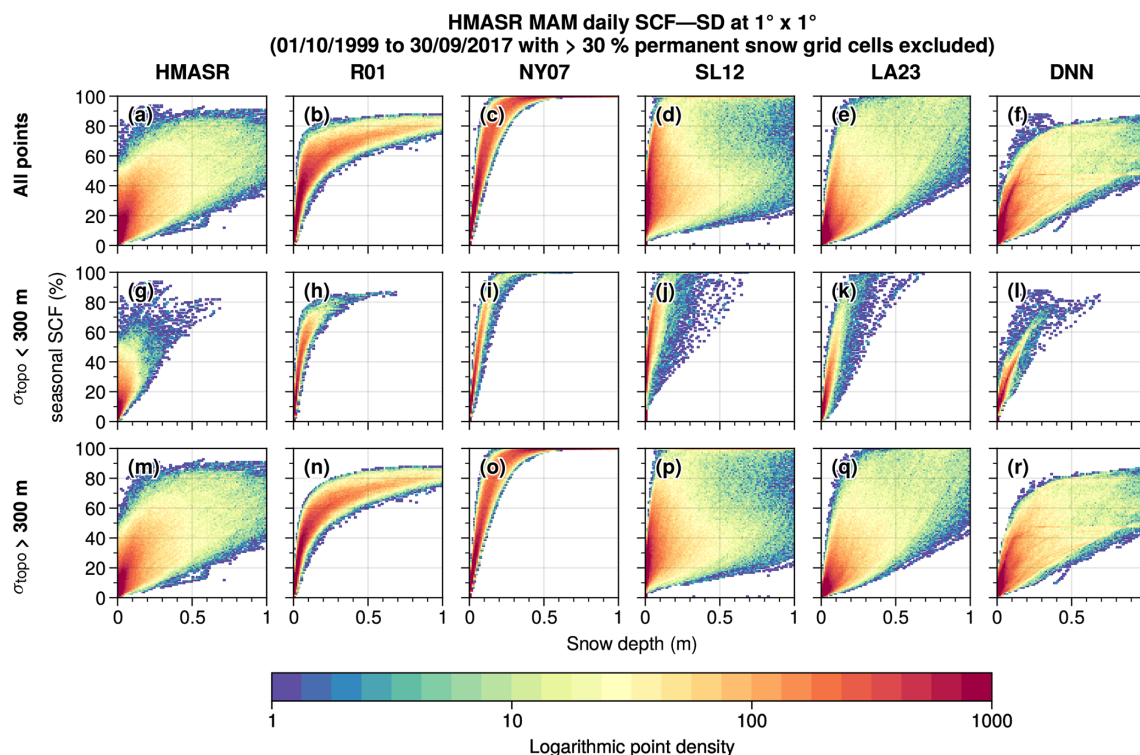 HMASR MAM daily SCF—SD at 1° x 1°
(01/10/1999 to 30/09/2017 with > 30 % permanent snow grid cells excluded)
HMASR R01 NY07 SL12 LA23 DNN
All points
100 80 60 40 20 0
(a) (b) (c) (d) (e) (f)
σtopo < 300 m
seasonal SCF (%)
100 80 60 40 20 0
(g) (h) (i) (j) (k) (l)
σtopo > 300 m
100 80 60 40 20 0
(m) (n) (o) (p) (q) (r)
0 0.5 1 0 0.5 1 0 0.5 1 0 0.5 1 0 0.5 1 0 0.5
Snow depth (m)
1 10 100 1000
Logarithmic point density